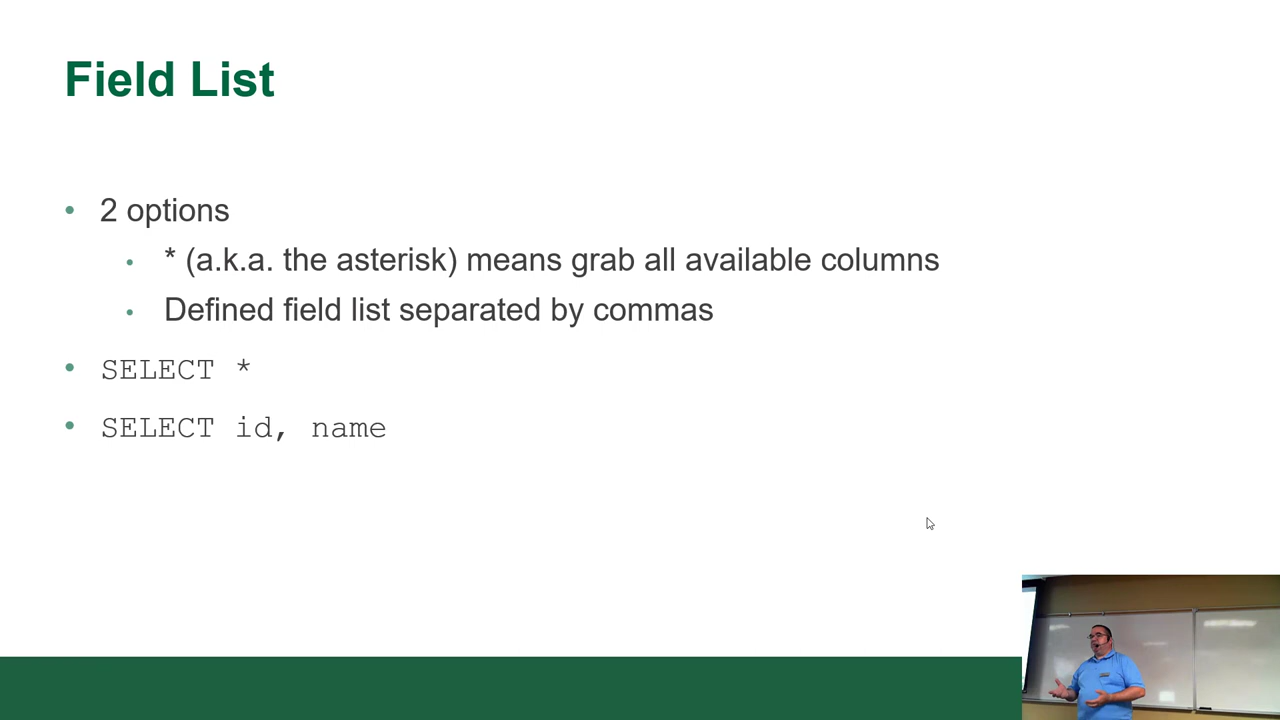 Field List
• 2 options
• * (a.k.a. the asterisk) means grab all available columns
• Defined field list separated by commas
• SELECT *
• SELECT id, name